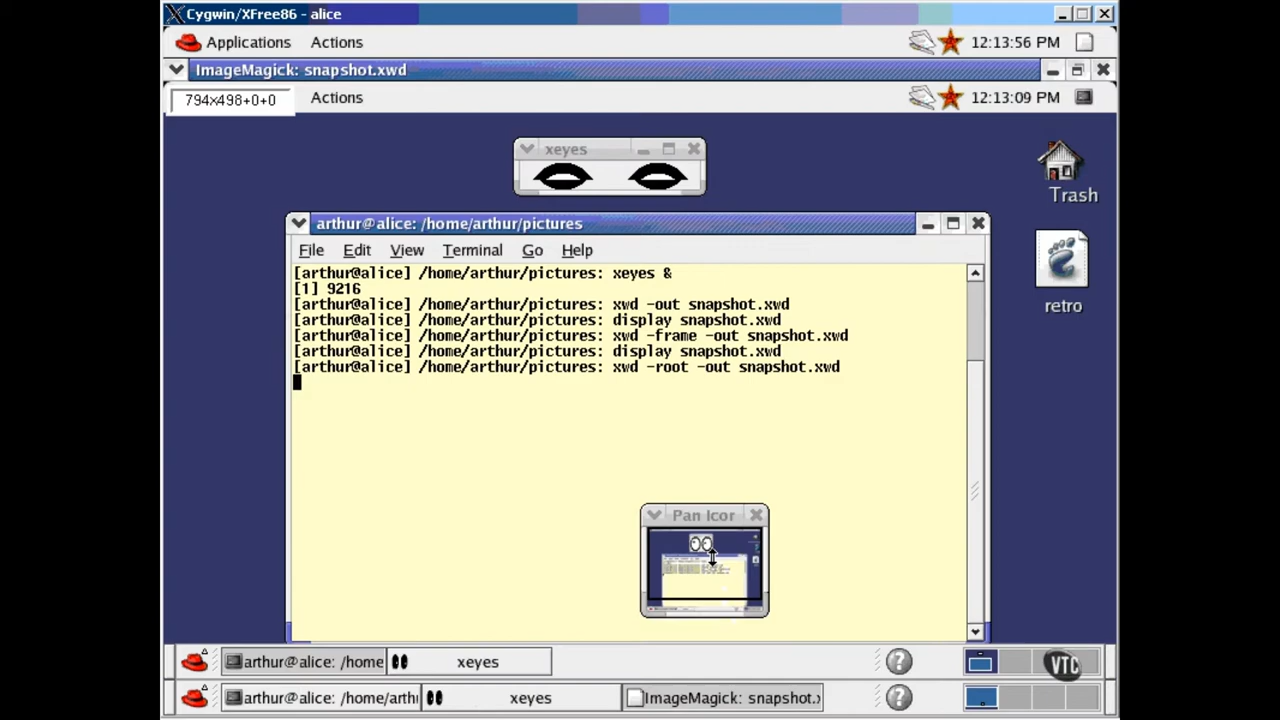 Cygwin/XFree86 - alice
Applications Actions 12:13:56 PM
ImageMagick: snapshot.xwd
794x498+0+0 Actions 12:13:09 PM
xeyes
Trash
arthur@alice: /home/arthur/pictures
File Edit View Terminal Go Help
[arthur@alice] /home/arthur/pictures: xeyes &
[1] 9216
[arthur@alice] /home/arthur/pictures: xwd -out snapshot.xwd
[arthur@alice] /home/arthur/pictures: display snapshot.xwd
[arthur@alice] /home/arthur/pictures: xwd -frame -out snapshot.xwd
[arthur@alice] /home/arthur/pictures: display snapshot.xwd
[arthur@alice] /home/arthur/pictures: xwd -root -out snapshot.xwd
retro
Pan Icor
arthur@alice: /home xeyes VTC
arthur@alice: /home/arth xeyes ImageMagick: snapshot.x